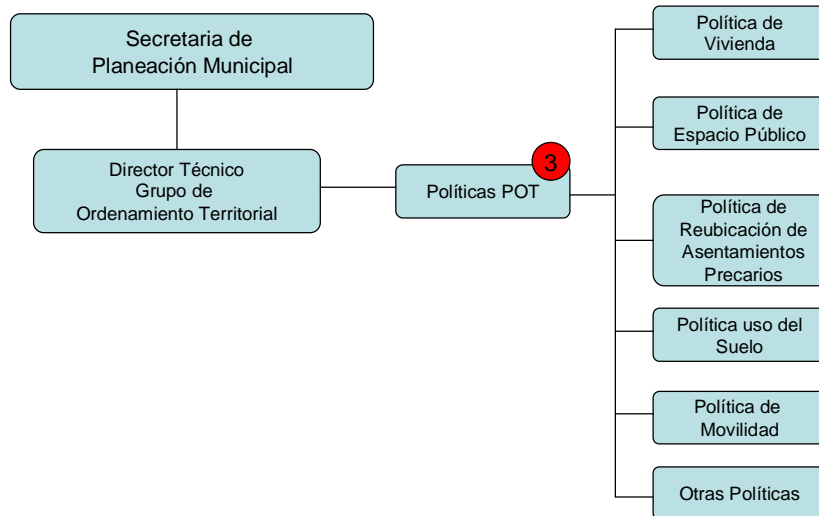 Secretaria de
Planeación Municipal
Director Técnico
Grupo de
Ordenamiento Territorial
Políticas POT
3
Política de
Vivienda
Política de
Espacio Público
Política de
Reubicación de
Asentamientos
Precarios
Política uso del
Suelo
Política de
Movilidad
Otras Políticas